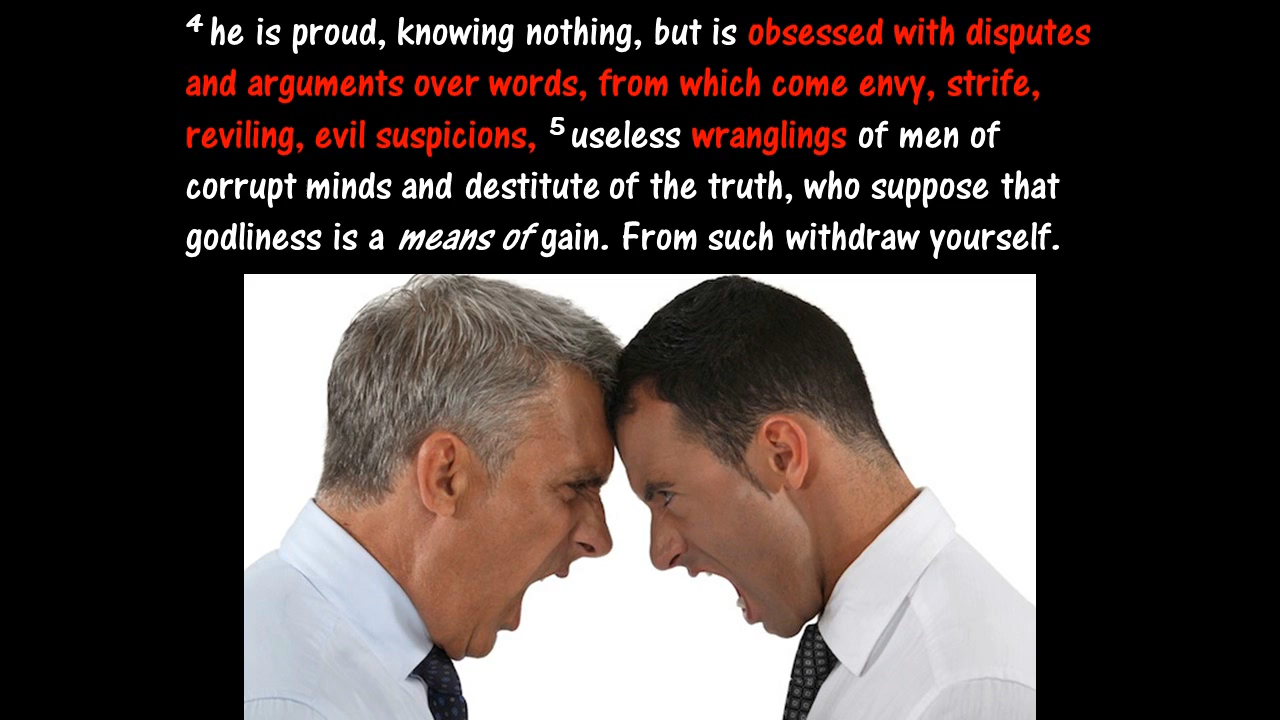 4 he is proud, knowing nothing, but is obsessed with disputes
and arguments over words, from which come envy, strife,
reviling, evil suspicions, 5 useless wranglings of men of
corrupt minds and destitute of the truth, who suppose that
godliness is a means of gain. From such withdraw yourself.